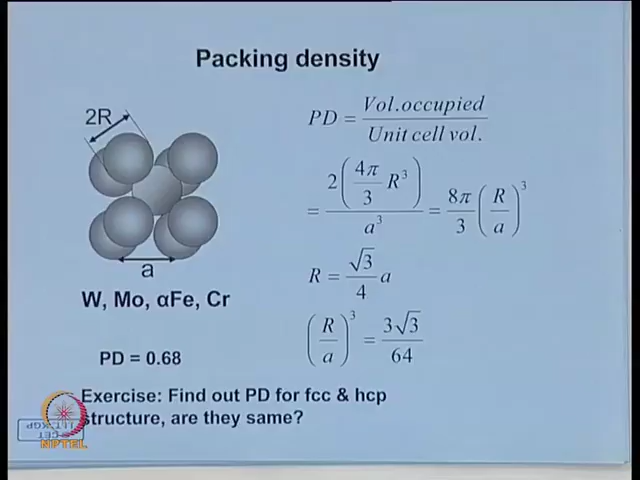 Packing density
2R
a
W, Mo, αFe, Cr
PD = 0.68
PD = Vol.occupied / Unit cell vol.
= 2(4π/3 R³) / a³ = 8π/3 (R/a)³
R = √3/4 a
(R/a)³ = 3√3/64
Exercise: Find out PD for fcc & hcp
structure, are they same?
NPTEL